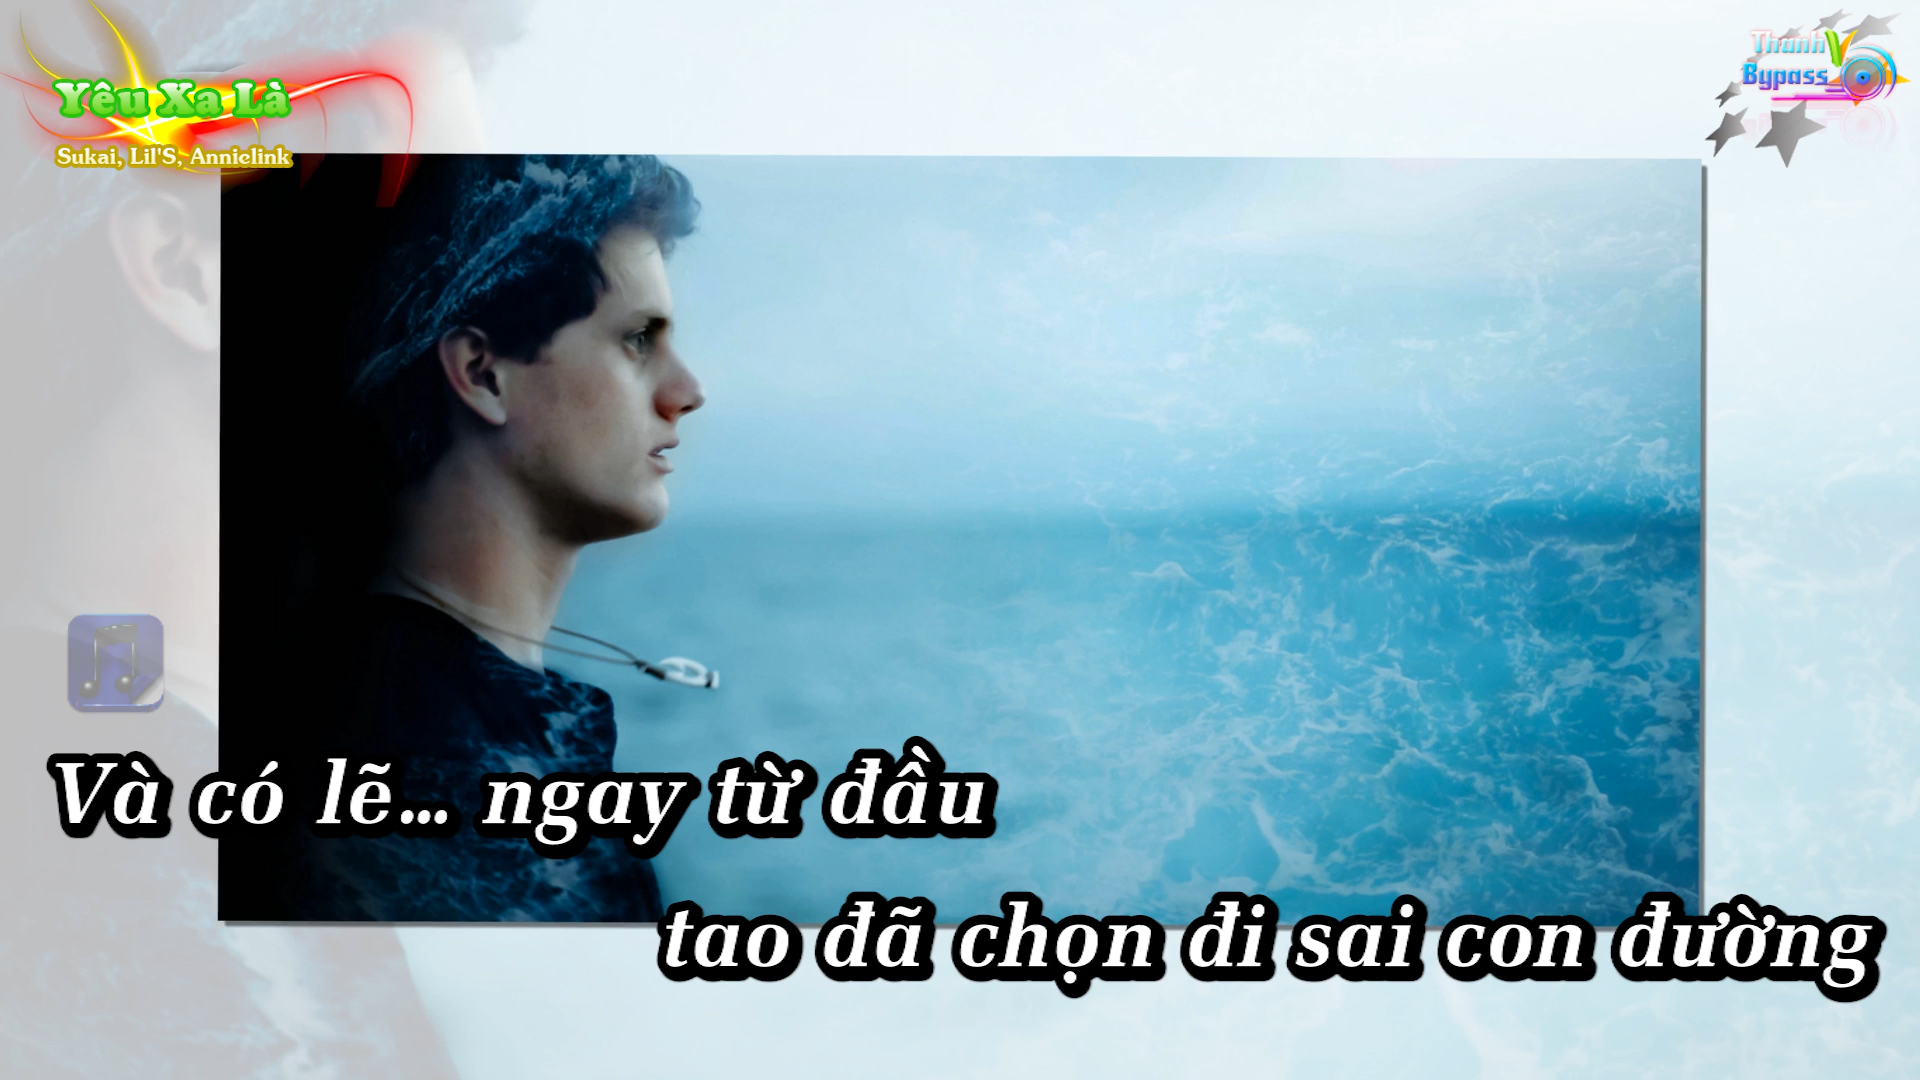 Yêu Xa Là
Sukai, Lil'S, Annielink
Thanh V
Bypass
Và có lẽ... ngay từ đầu
tao đã chọn đi sai con đường